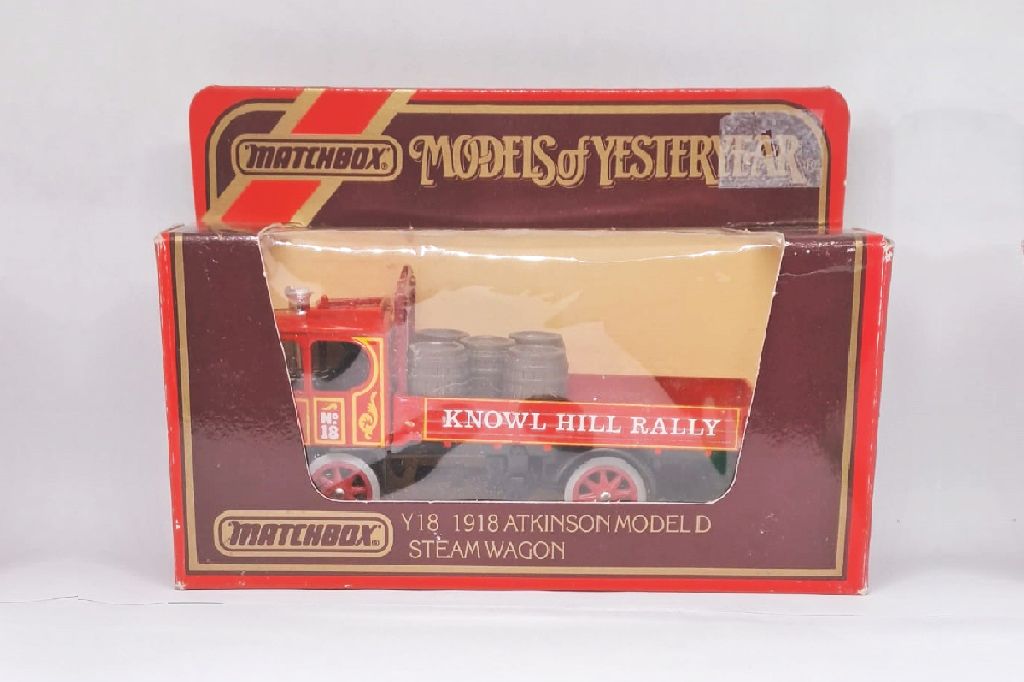 MATCHBOX
MODELS of YESTERYEAR
No.
18
KNOWL HILL RALLY
MATCHBOX
Y18 1918 ATKINSON MODEL D
STEAM WAGON